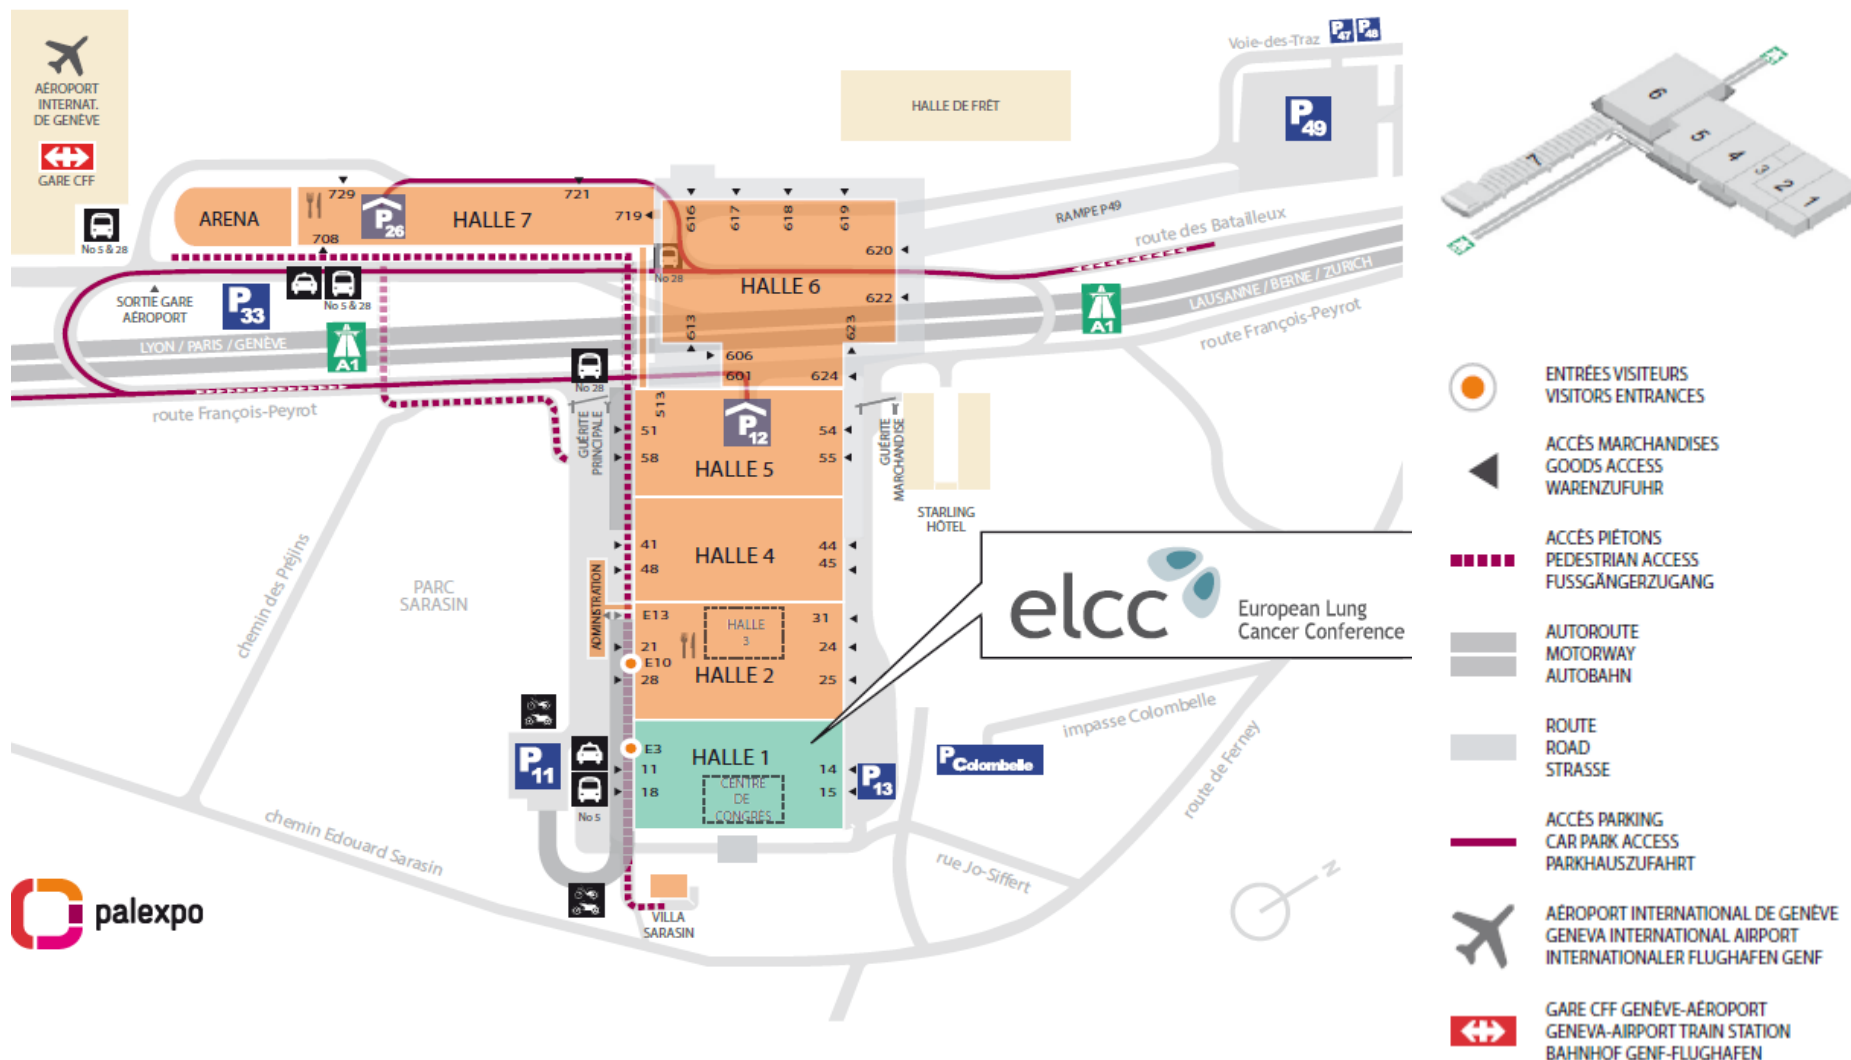 AÉROPORT
INTERNAT.
DE GENÈVE
GARE CFF
No 5 & 28
ARENA
729
708
P26
HALLE 7
721
719
616
617
618
619
620
622
623
624
613
606
601
HALLE 6
No 28
HALLE DE FRÊT
Voie-des-Traz
P47
P48
P49
RAMPE P49
route des Batailleux
LAUSANNE / BERNE / ZURICH
route François-Peyrot
A1
SORTIE GARE
AÉROPORT
P33
No 5 & 28
LYON / PARIS / GENÈVE
A1
route François-Peyrot
No 28
GUÉRITE
PRINCIPALE
513
51
58
P12
54
55
HALLE 5
GUÉRITE
MARCHANDISE
STARLING
HÔTEL
chemin des Préjins
PARC
SARASIN
41
48
HALLE 4
44
45
ADMINISTRATION
E13
21
E10
28
HALLE
3
HALLE 2
31
24
25
elcc
European Lung
Cancer Conference
P11
No 5
E3
11
18
HALLE 1
CENTRE
DE
CONGRÈS
14
15
P13
PColombelle
impasse Colombelle
route de Ferney
rue Jo-Siffert
chemin Edouard Sarasin
VILLA
SARASIN
N
palexpo
6
5
4
3
2
1
7
ENTRÉES VISITEURS
VISITORS ENTRANCES
ACCÈS MARCHANDISES
GOODS ACCESS
WARENZUFUHR
ACCÈS PIÉTONS
PEDESTRIAN ACCESS
FUSSGÄNGERZUGANG
AUTOROUTE
MOTORWAY
AUTOBAHN
ROUTE
ROAD
STRASSE
ACCÈS PARKING
CAR PARK ACCESS
PARKHAUSZUFAHRT
AÉROPORT INTERNATIONAL DE GENÈVE
GENEVA INTERNATIONAL AIRPORT
INTERNATIONALER FLUGHAFEN GENF
GARE CFF GENÈVE-AÉROPORT
GENEVA-AIRPORT TRAIN STATION
BAHNHOF GENF-FLUGHAFEN